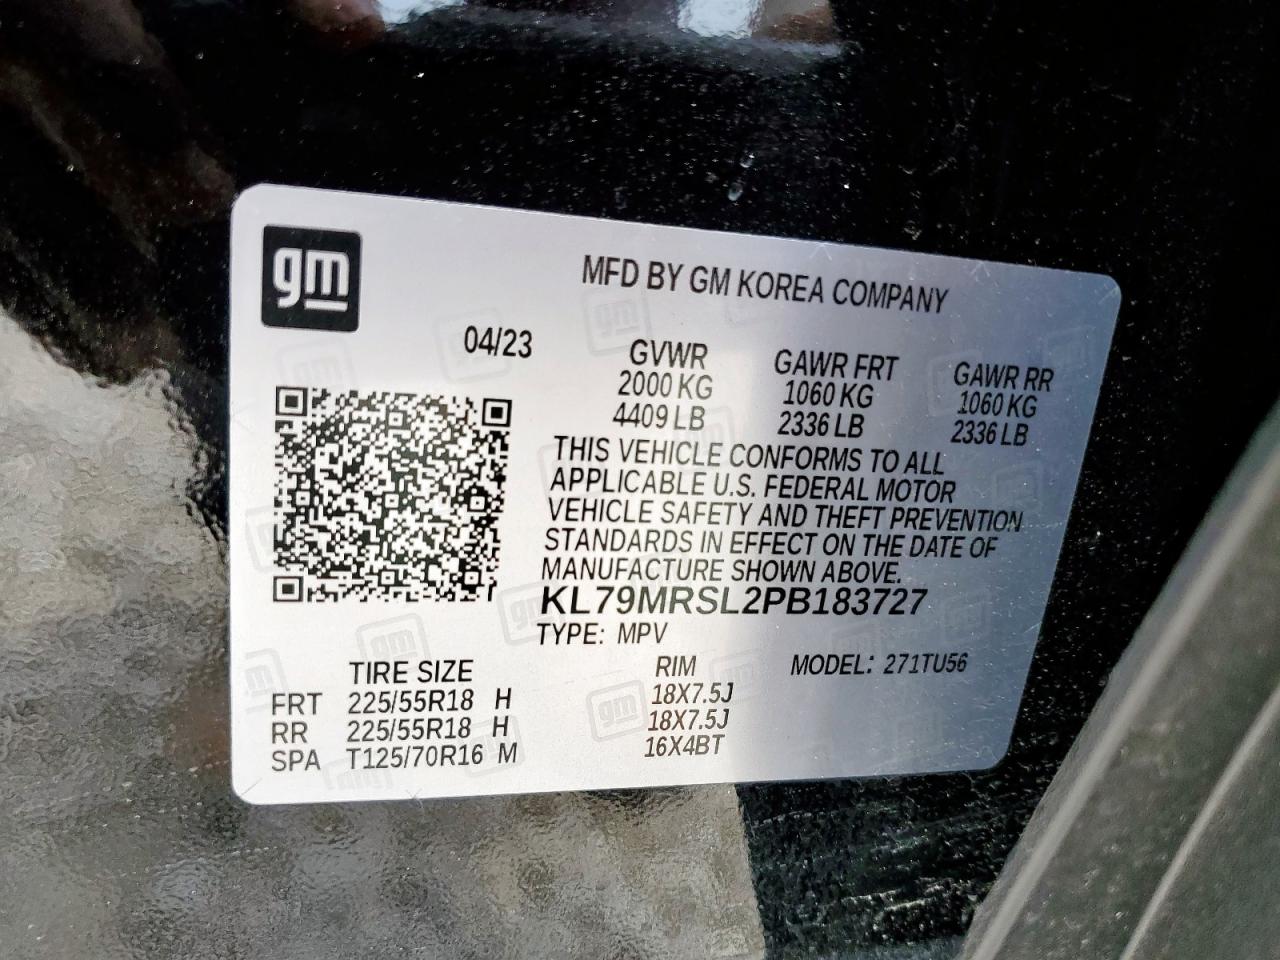 gm
MFD BY GM KOREA COMPANY
04/23
GVWR GAWR FRT GAWR RR
2000 KG 1060 KG 1060 KG
4409 LB 2336 LB 2336 LB
THIS VEHICLE CONFORMS TO ALL
APPLICABLE U.S. FEDERAL MOTOR
VEHICLE SAFETY AND THEFT PREVENTION
STANDARDS IN EFFECT ON THE DATE OF
MANUFACTURE SHOWN ABOVE.
KL79MRSL2PB183727
TYPE: MPV MODEL: 271TU56
TIRE SIZE RIM
FRT 225/55R18 H 18X7.5J
RR 225/55R18 H 18X7.5J
SPA T125/70R16 M 16X4BT